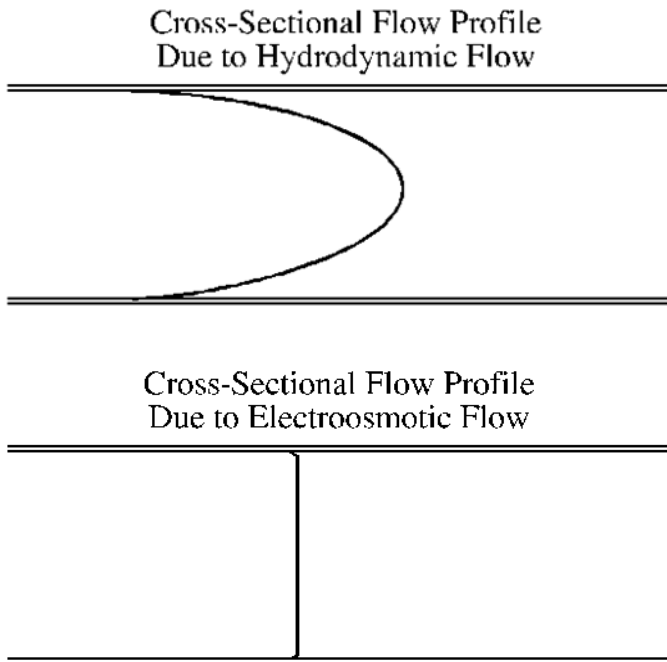 Cross-Sectional Flow Profile
Due to Hydrodynamic Flow
Cross-Sectional Flow Profile
Due to Electroosmotic Flow